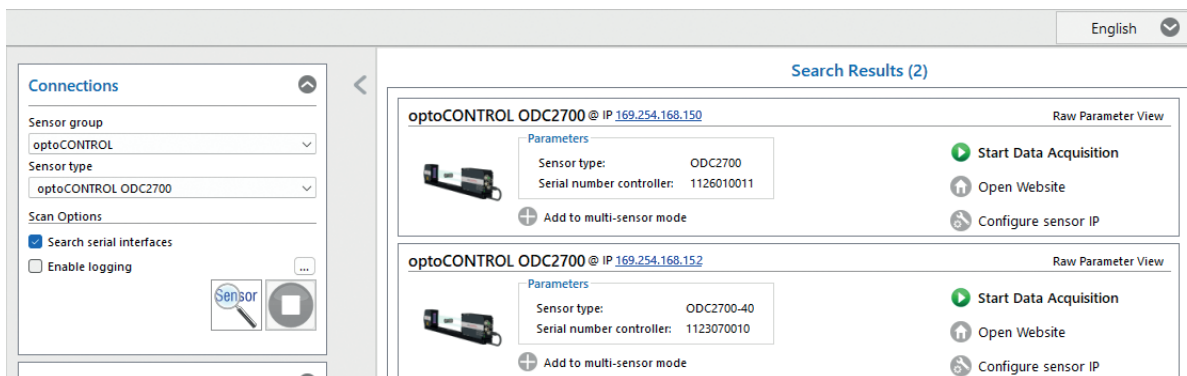 English
Connections
Sensor group
optoCONTROL
Sensor type
optoCONTROL ODC2700
Scan Options
Search serial interfaces
Enable logging
...
Sensor
Search Results (2)
optoCONTROL ODC2700 @ IP 169.254.168.150
Raw Parameter View
Parameters
Sensor type: ODC2700
Serial number controller: 1126010011
Add to multi-sensor mode
Start Data Acquisition
Open Website
Configure sensor IP
optoCONTROL ODC2700 @ IP 169.254.168.152
Raw Parameter View
Parameters
Sensor type: ODC2700-40
Serial number controller: 1123070010
Add to multi-sensor mode
Start Data Acquisition
Open Website
Configure sensor IP